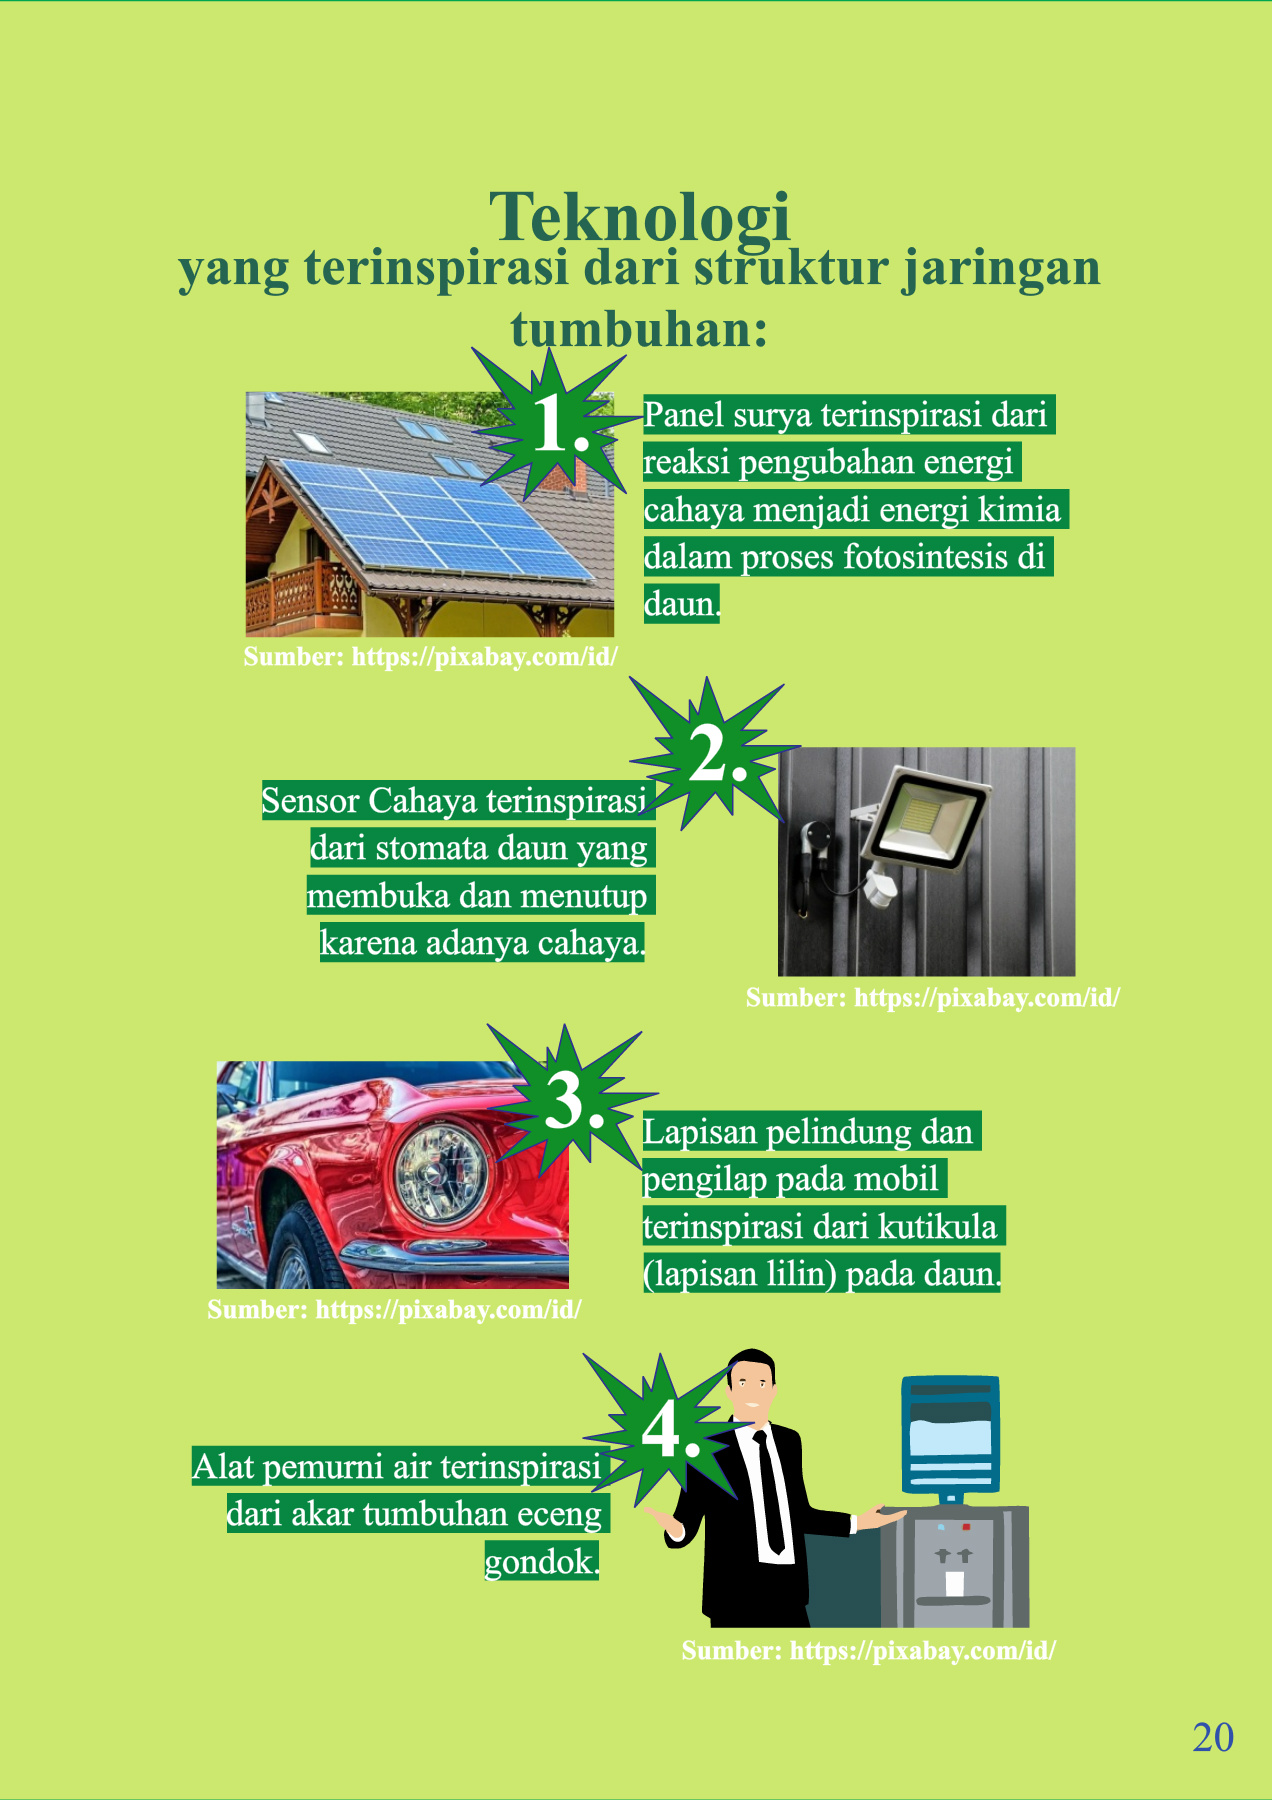 Teknologi
yang terinspirasi dari struktur jaringan
tumbuhan:
1.
Panel surya terinspirasi dari
reaksi pengubahan energi
cahaya menjadi energi kimia
dalam proses fotosintesis di
daun.
Sumber: https://pixabay.com/id/
2.
Sensor Cahaya terinspirasi
dari stomata daun yang
membuka dan menutup
karena adanya cahaya.
Sumber: https://pixabay.com/id/
3.
Lapisan pelindung dan
pengilap pada mobil
terinspirasi dari kutikula
(lapisan lilin) pada daun.
Sumber: https://pixabay.com/id/
4.
Alat pemurni air terinspirasi
dari akar tumbuhan eceng
gondok.
Sumber: https://pixabay.com/id/
20